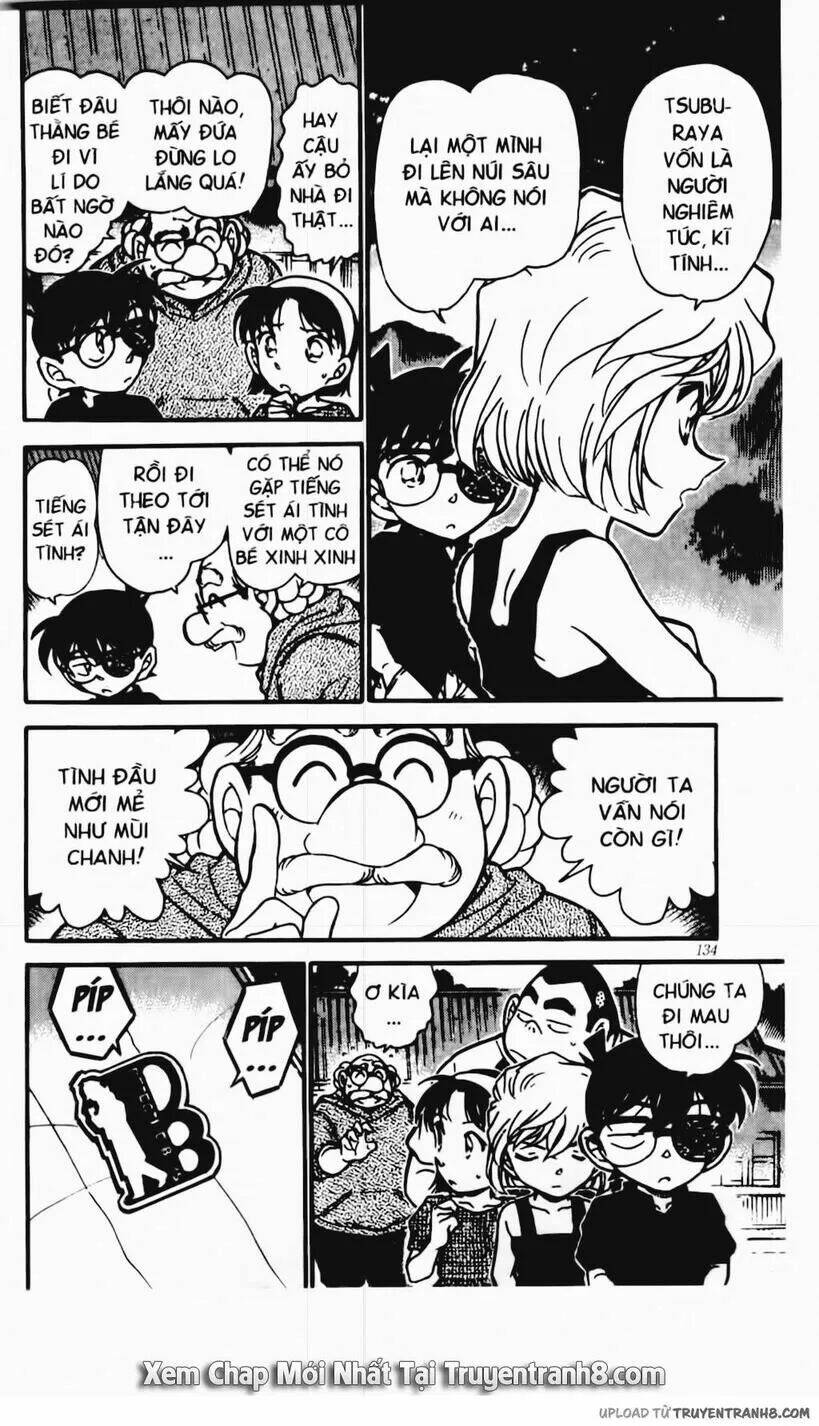 TSUBU-
RAYA
VỐN LÀ
NGƯỜI
NGHIÊM
TÚC, KĨ
TÍNH...
LẠI MỘT MÌNH
ĐI LÊN NÚI SÂU
MÀ KHÔNG NÓI
VỚI AI...
HAY
CẬU
ẤY BỎ
NHÀ ĐI
THẬT...
THÔI NÀO,
MẤY ĐỨA
ĐỪNG LO
LẮNG QUÁ!
BIẾT ĐÂU
THẰNG BÉ
ĐI VÌ
LÍ DO
BẤT NGỜ
NÀO
ĐÓ?
CÓ THỂ NÓ
GẶP TIẾNG
SÉT ÁI TÌNH
VỚI MỘT CÔ
BÉ XINH XINH
RỒI ĐI
THEO TỚI
TẬN ĐÂY
...
TIẾNG
SÉT ÁI
TÌNH?
NGƯỜI TA
VẪN NÓI
CÒN GÌ!
TÌNH ĐẦU
MỚI MẺ
NHƯ MÙI
CHANH!
134
CHÚNG TA
ĐI MAU
THÔI...
Ơ KÌA
...
PÍP
...
PÍP
...
Xem Chap Mới Nhất Tại Truyentranh8.com
UPLOAD TỪ TRUYENTRANH8.COM